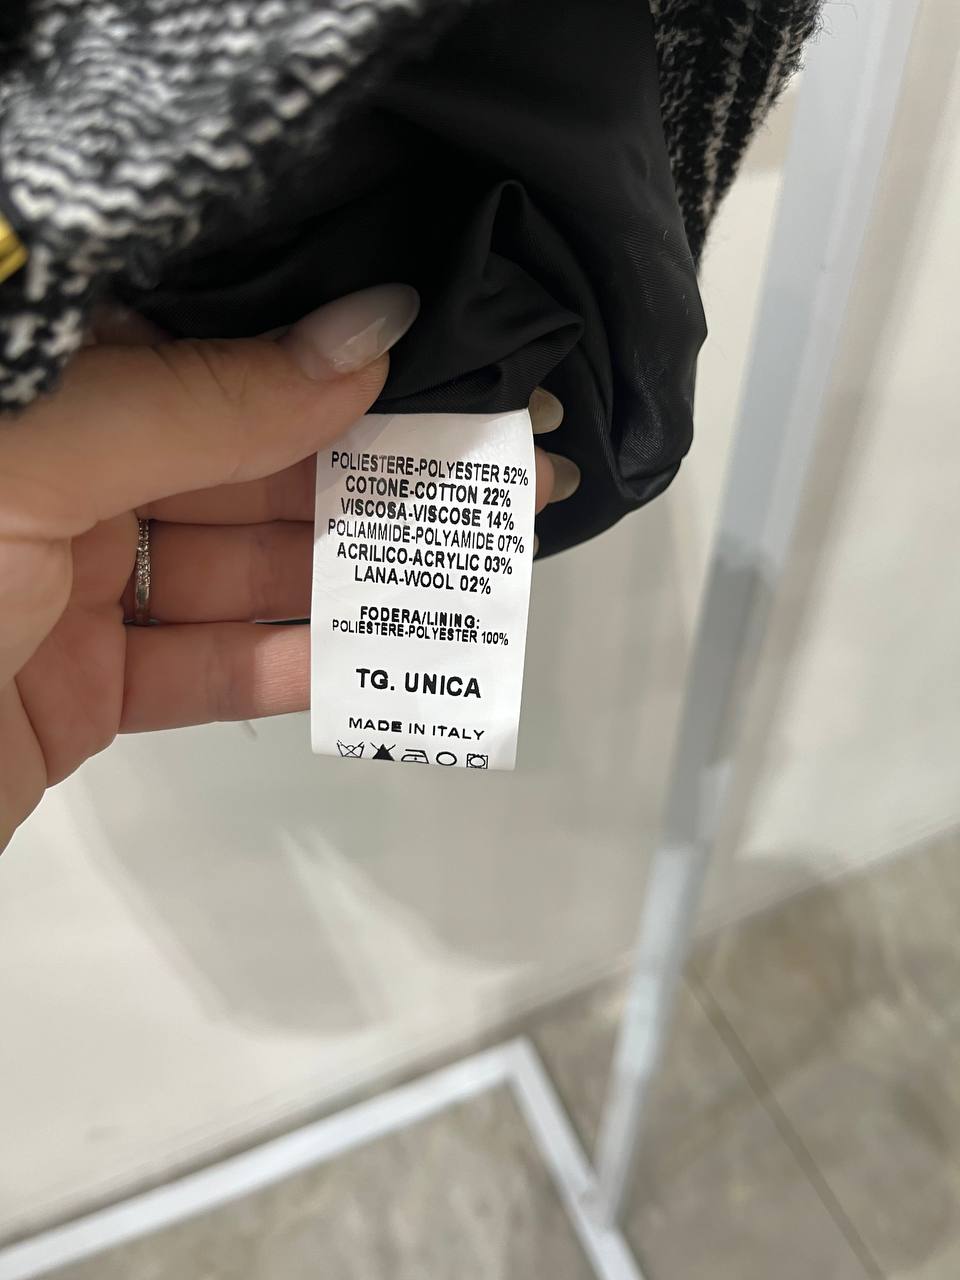 POLIESTERE-POLYESTER 52%
COTONE-COTTON 22%
VISCOSA-VISCOSE 14%
POLIAMMIDE-POLYAMIDE 07%
ACRILICO-ACRYLIC 03%
LANA-WOOL 02%
FODERA/LINING:
POLIESTERE-POLYESTER 100%
TG. UNICA
MADE IN ITALY